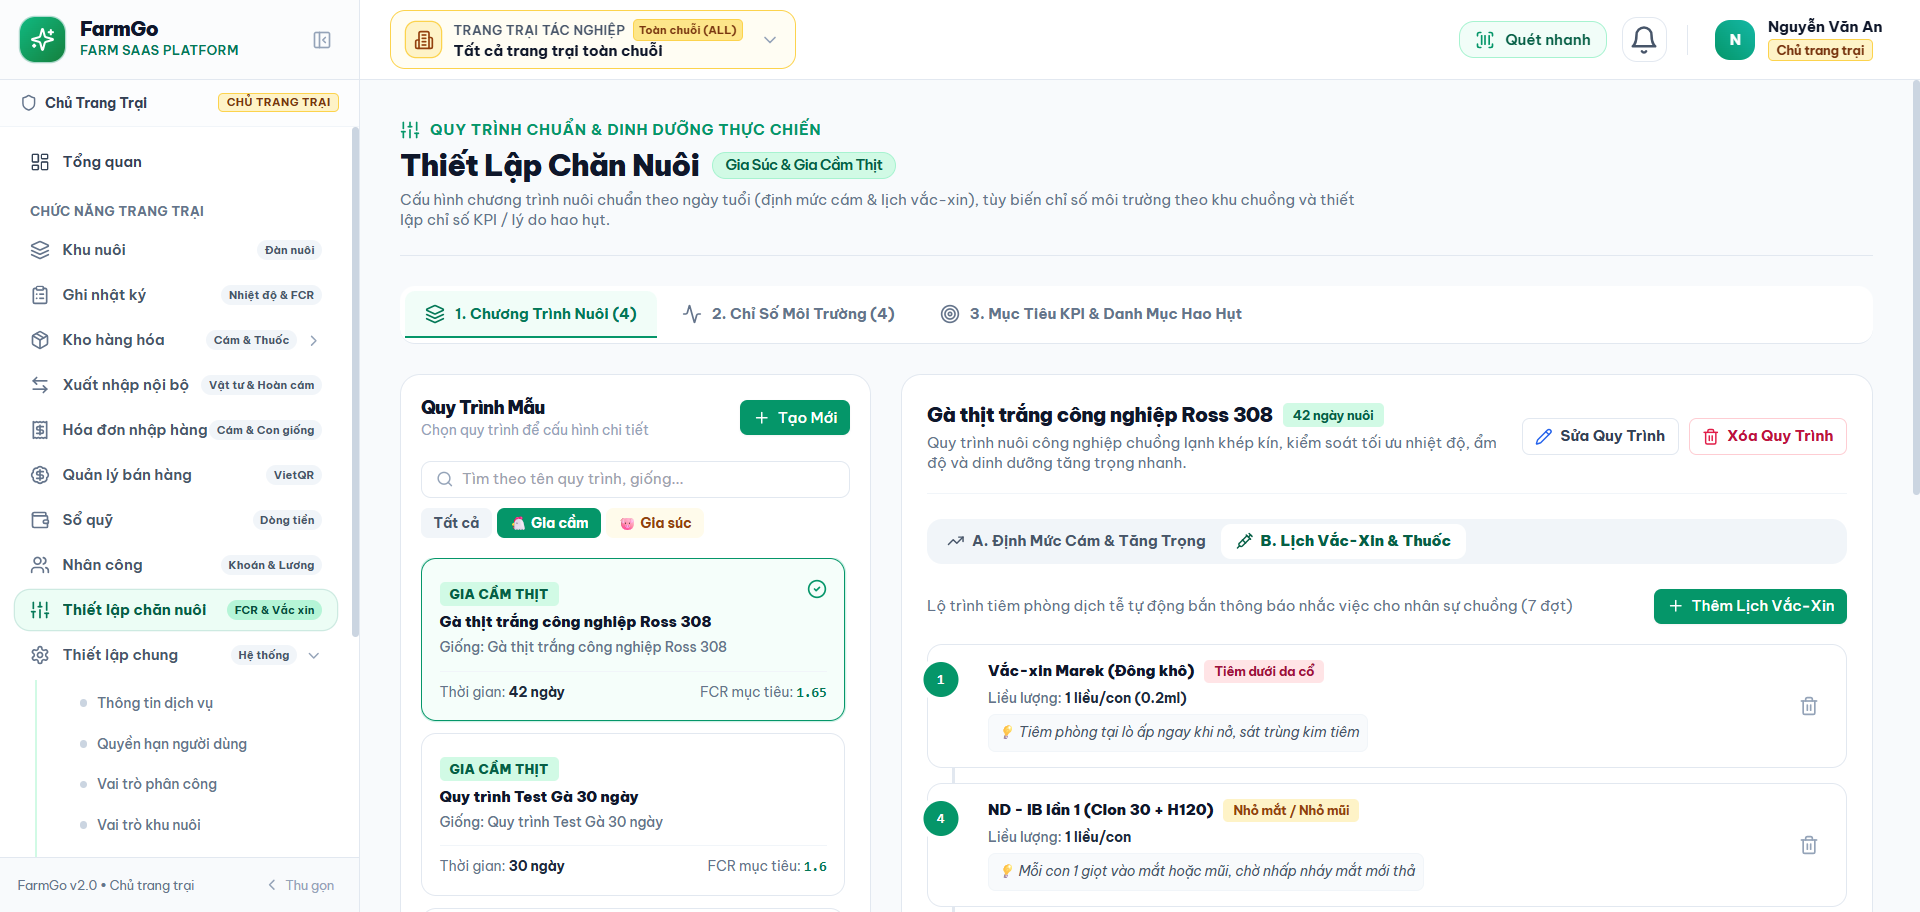 FarmGo
FARM SAAS PLATFORM
TRANG TRẠI TÁC NGHIỆP Toàn chuỗi (ALL)
Tất cả trang trại toàn chuỗi
Quét nhanh
N
Nguyễn Văn An
Chủ trang trại
Chủ Trang Trại CHỦ TRANG TRẠI
Tổng quan
CHỨC NĂNG TRANG TRẠI
Khu nuôi Đàn nuôi
Ghi nhật ký Nhiệt độ & FCR
Kho hàng hóa Cám & Thuốc
Xuất nhập nội bộ Vật tư & Hoàn cám
Hóa đơn nhập hàng Cám & Con giống
Quản lý bán hàng VietQR
Sổ quỹ Dòng tiền
Nhân công Khoán & Lương
Thiết lập chăn nuôi FCR & Vắc xin
Thiết lập chung Hệ thống
Thông tin dịch vụ
Quyền hạn người dùng
Vai trò phân công
Vai trò khu nuôi
FarmGo v2.0 • Chủ trang trại Thu gọn
QUY TRÌNH CHUẨN & DINH DƯỠNG THỰC CHIẾN
Thiết Lập Chăn Nuôi Gia Súc & Gia Cầm Thịt
Cấu hình chương trình nuôi chuẩn theo ngày tuổi (định mức cám & lịch vắc-xin), tùy biến chỉ số môi trường theo khu chuồng và thiết
lập chỉ số KPI / lý do hao hụt.
1. Chương Trình Nuôi (4) 2. Chỉ Số Môi Trường (4) 3. Mục Tiêu KPI & Danh Mục Hao Hụt
Quy Trình Mẫu
Chọn quy trình để cấu hình chi tiết
Tạo Mới
Tìm theo tên quy trình, giống...
Tất cả Gia cầm Gia súc
GIA CẦM THỊT
Gà thịt trắng công nghiệp Ross 308
Giống: Gà thịt trắng công nghiệp Ross 308
Thời gian: 42 ngày FCR mục tiêu: 1.65
GIA CẦM THỊT
Quy trình Test Gà 30 ngày
Giống: Quy trình Test Gà 30 ngày
Thời gian: 30 ngày FCR mục tiêu: 1.6
Gà thịt trắng công nghiệp Ross 308 42 ngày nuôi
Quy trình nuôi công nghiệp chuồng lạnh khép kín, kiểm soát tối ưu nhiệt độ, ẩm
độ và dinh dưỡng tăng trọng nhanh.
Sửa Quy Trình Xóa Quy Trình
A. Định Mức Cám & Tăng Trọng B. Lịch Vắc-Xin & Thuốc
Lộ trình tiêm phòng dịch tễ tự động bắn thông báo nhắc việc cho nhân sự chuồng (7 đợt)
Thêm Lịch Vắc-Xin
1
Vắc-xin Marek (Đông khô) Tiêm dưới da cổ
Liều lượng: 1 liều/con (0.2ml)
Tiêm phòng tại lò ấp ngay khi nở, sát trùng kim tiêm
4
ND - IB lần 1 (Clon 30 + H120) Nhỏ mắt / Nhỏ mũi
Liều lượng: 1 liều/con
Mỗi con 1 giọt vào mắt hoặc mũi, chờ nhấp nháy mắt mới thả